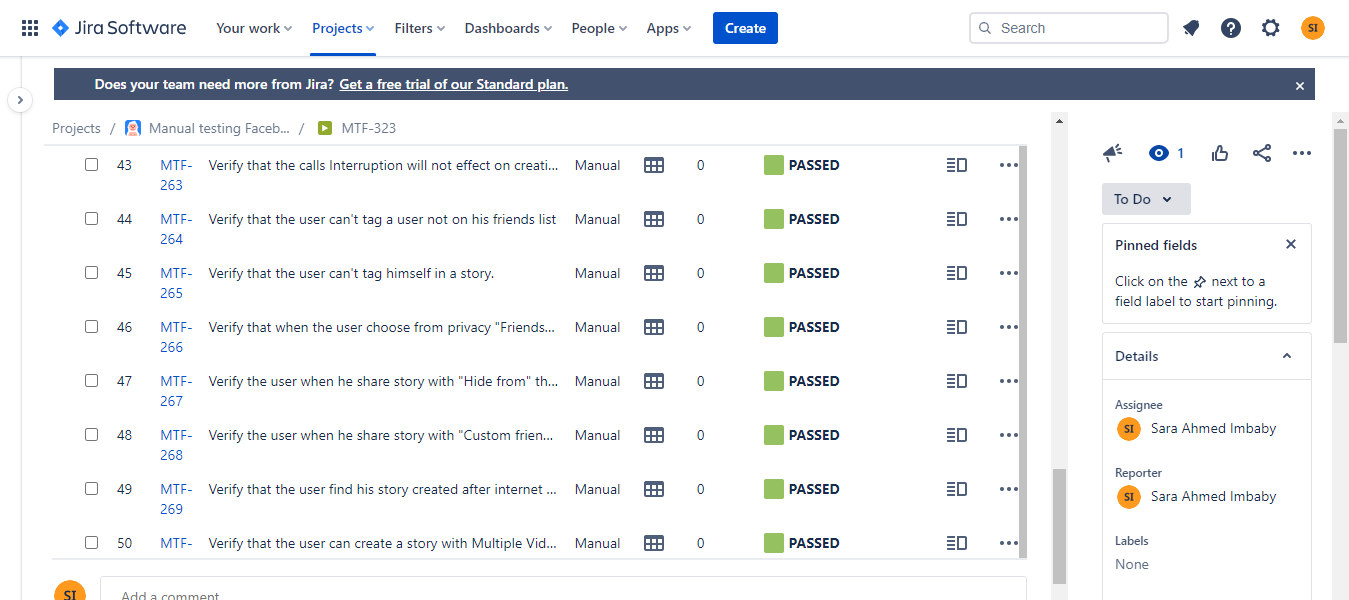 Jira Software Your work Projects Filters Dashboards People Apps Create Search SI
Does your team need more from Jira? Get a free trial of our Standard plan.
Projects / Manual testing Faceb... / MTF-323
1
43 MTF- Verify that the calls Interruption will not effect on creati... Manual 0 PASSED
263
44 MTF- Verify that the user can't tag a user not on his friends list Manual 0 PASSED
264
45 MTF- Verify that the user can't tag himself in a story. Manual 0 PASSED
265
46 MTF- Verify that when the user choose from privacy "Friends... Manual 0 PASSED
266
47 MTF- Verify the user when he share story with "Hide from" th... Manual 0 PASSED
267
48 MTF- Verify the user when he share story with "Custom frien... Manual 0 PASSED
268
49 MTF- Verify that the user find his story created after internet ... Manual 0 PASSED
269
50 MTF- Verify that the user can create a story with Multiple Vid... Manual 0 PASSED
SI Add a comment
To Do
Pinned fields
Click on the next to a
field label to start pinning.
Details
Assignee
SI Sara Ahmed Imbaby
Reporter
SI Sara Ahmed Imbaby
Labels
None